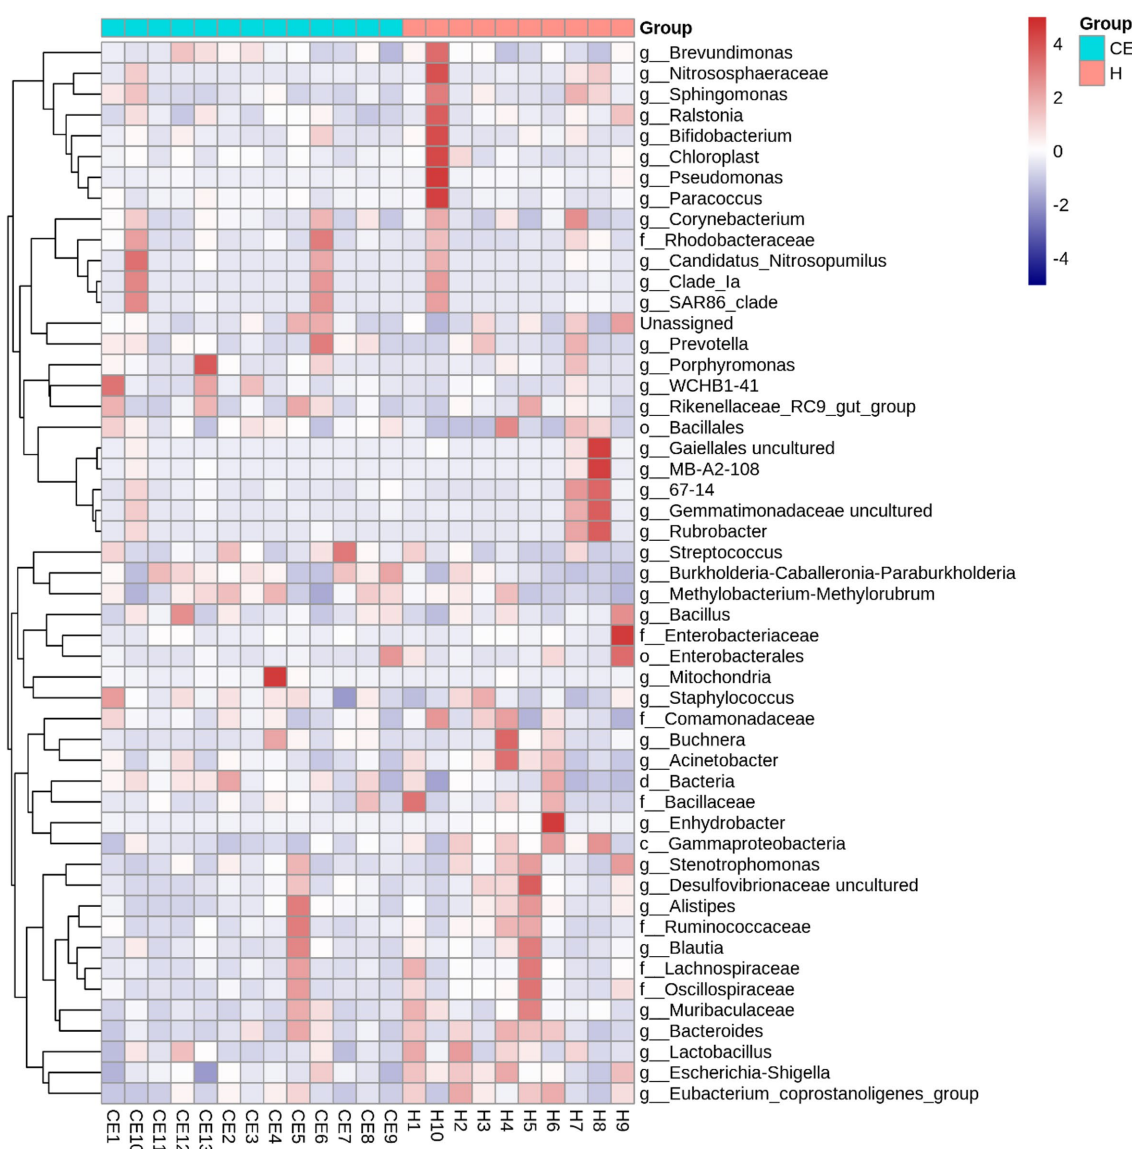 Group
g__Brevundimonas
g__Nitrososphaeraceae
g__Sphingomonas
g__Ralstonia
g__Bifidobacterium
g__Chloroplast
g__Pseudomonas
g__Paracoccus
g__Corynebacterium
f__Rhodobacteraceae
g__Candidatus_Nitrosopumilus
g__Clade_Ia
g__SAR86_clade
Unassigned
g__Prevotella
g__Porphyromonas
g__WCHB1-41
g__Rikenellaceae_RC9_gut_group
o__Bacillales
g__Gaiellales uncultured
g__MB-A2-108
g__67-14
g__Gemmatimonadaceae uncultured
g__Rubrobacter
g__Streptococcus
g__Burkholderia-Caballeronia-Paraburkholderia
g__Methylobacterium-Methylorubrum
g__Bacillus
f__Enterobacteriaceae
o__Enterobacterales
g__Mitochondria
g__Staphylococcus
f__Comamonadaceae
g__Buchnera
g__Acinetobacter
d__Bacteria
f__Bacillaceae
g__Enhydrobacter
c__Gammaproteobacteria
g__Stenotrophomonas
g__Desulfovibrionaceae uncultured
g__Alistipes
f__Ruminococcaceae
g__Blautia
f__Lachnospiraceae
f__Oscillospiraceae
g__Muribaculaceae
g__Bacteroides
g__Lactobacillus
g__Escherichia-Shigella
g__Eubacterium_coprostanoligenes_group
CE1 CE10 CE11 CE12 CE13 CE2 CE3 CE4 CE5 CE6 CE7 CE8 CE9 H1 H10 H2 H3 H4 H5 H6 H7 H8 H9
4
2
0
-2
-4
Group
CE
H